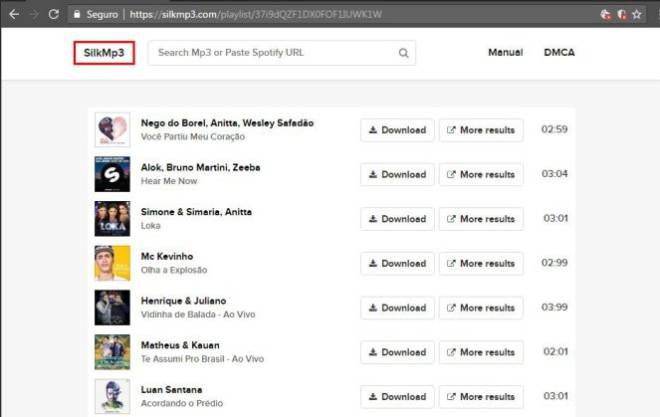 Seguro | https://silkmp3.com/playlist/37i9dQZF1DX0FOF1IUWK1W
SilkMp3
Search Mp3 or Paste Spotify URL
Manual DMCA
Nego do Borel, Anitta, Wesley Safadão
Você Partiu Meu Coração
Download More results 02:59
Alok, Bruno Martini, Zeeba
Hear Me Now
Download More results 03:04
Simone & Simaria, Anitta
Loka
Download More results 03:01
Mc Kevinho
Olha a Explosão
Download More results 02:99
Henrique & Juliano
Vidinha de Balada - Ao Vivo
Download More results 03:99
Matheus & Kauan
Te Assumi Pro Brasil - Ao Vivo
Download More results 02:01
Luan Santana
Acordando o Prédio
Download More results 03:01